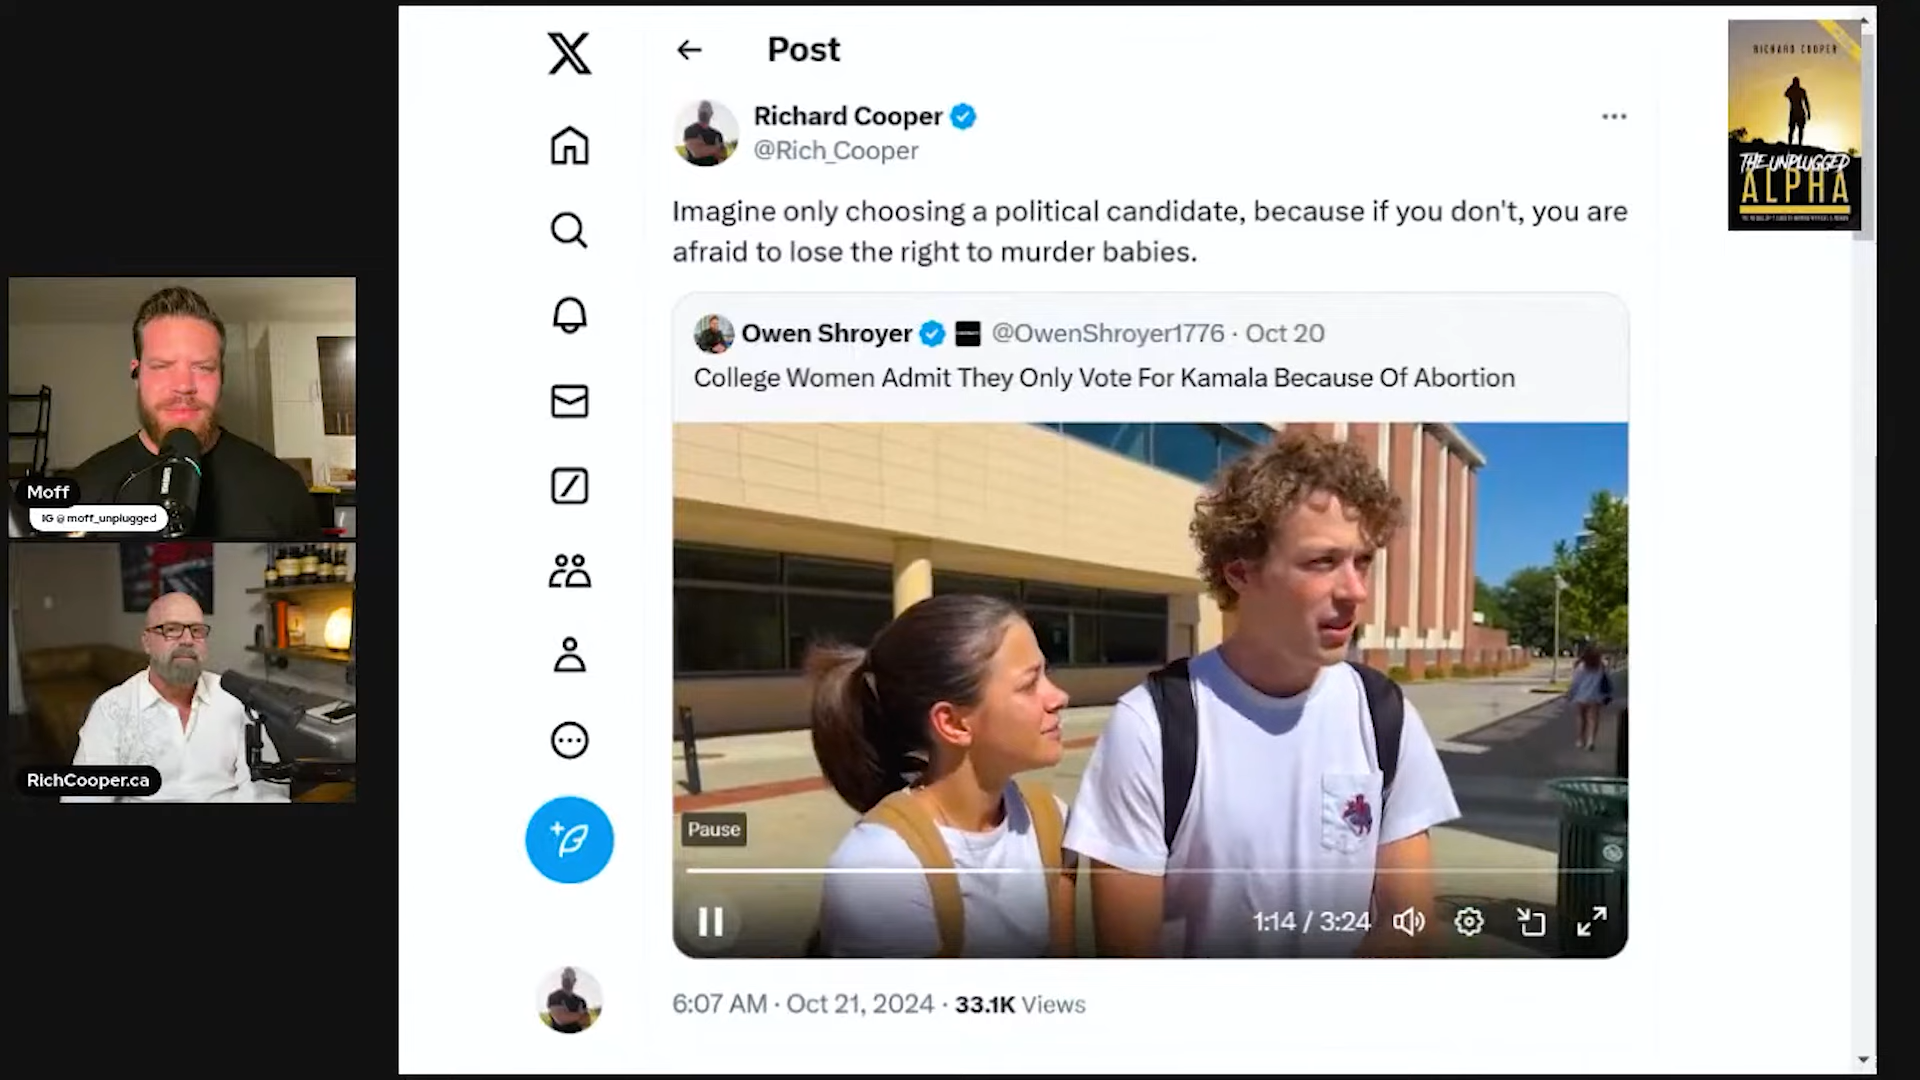 Post
Richard Cooper
@Rich_Cooper
Imagine only choosing a political candidate, because if you don't, you are
afraid to lose the right to murder babies.
Owen Shroyer @OwenShroyer1776 · Oct 20
College Women Admit They Only Vote For Kamala Because Of Abortion
Pause
1:14 / 3:24
6:07 AM · Oct 21, 2024 · 33.1K Views
Moff
IG @moff_unplugged
RichCooper.ca
RICHARD COOPER
THE UNPLUGGED
ALPHA